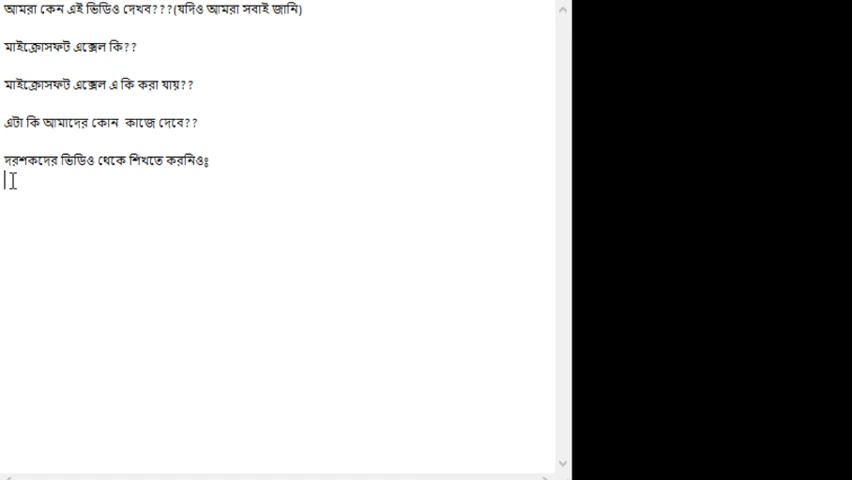 আমরা কেন এই ভিডিও দেখব???(যদিও আমরা সবাই জানি)
মাইক্রোসফট এক্সেল কি??
মাইক্রোসফট এক্সেল এ কি করা যায়??
এটা কি আমাদের কোন কাজে দেবে??
দরশকদের ভিডিও থেকে শিখতে করনিওঃ